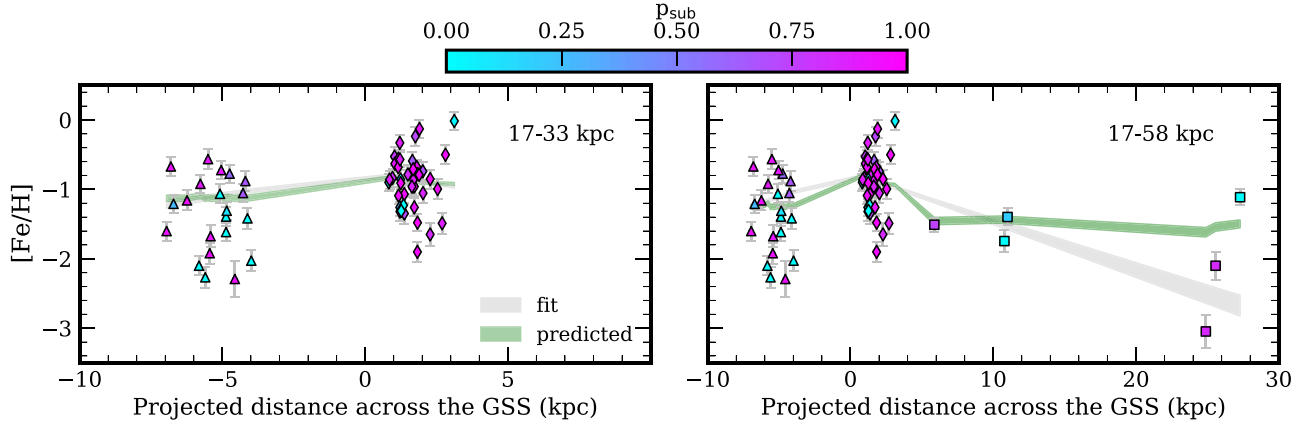 p_sub
0.00 0.25 0.50 0.75 1.00
17-33 kpc
17-58 kpc
0
−1
−2
−3
[Fe/H]
fit
predicted
−10 −5 0 5
−10 0 10 20 30
Projected distance across the GSS (kpc)
Projected distance across the GSS (kpc)